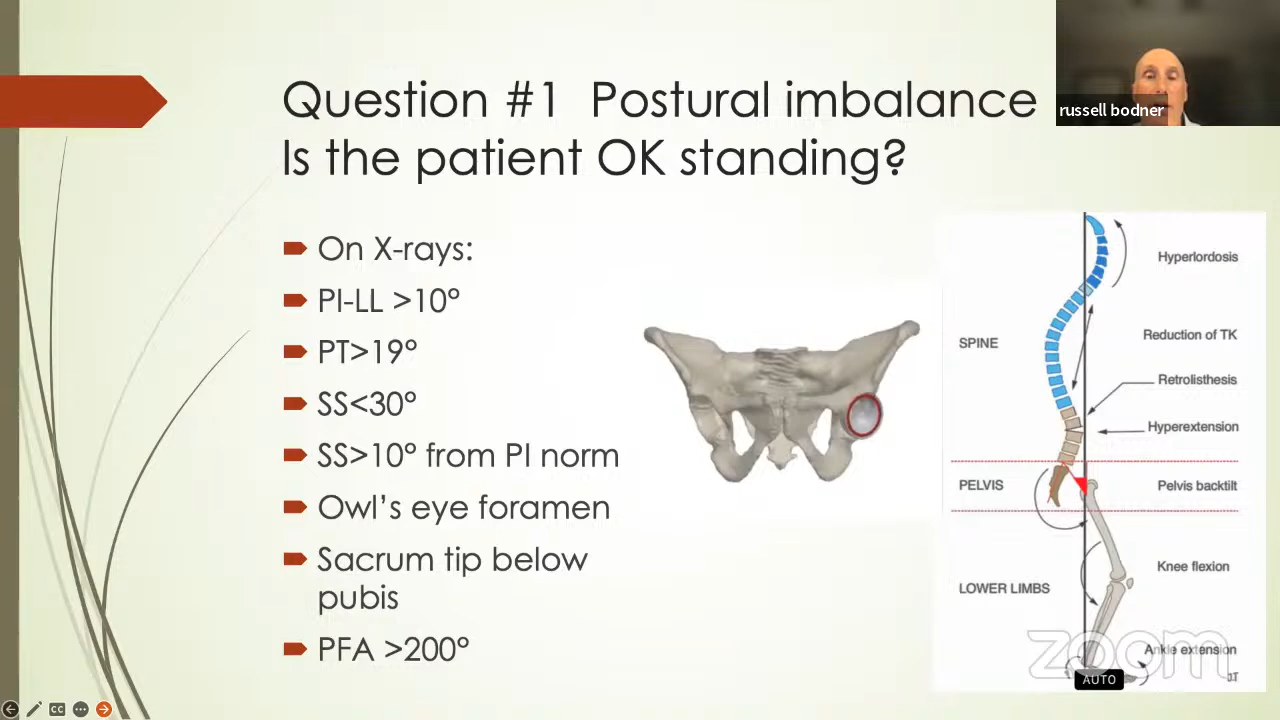 Question #1 Postural imbalance
Is the patient OK standing?
russell bodner
On X-rays:
PI-LL >10°
PT>19°
SS<30°
SS>10° from PI norm
Owl's eye foramen
Sacrum tip below
pubis
PFA >200°
Hyperlordosis
SPINE
Reduction of TK
Retrolisthesis
Hyperextension
PELVIS
Pelvis backtilt
Knee flexion
LOWER LIMBS
Ankle extension
zoom
AUTO
CC